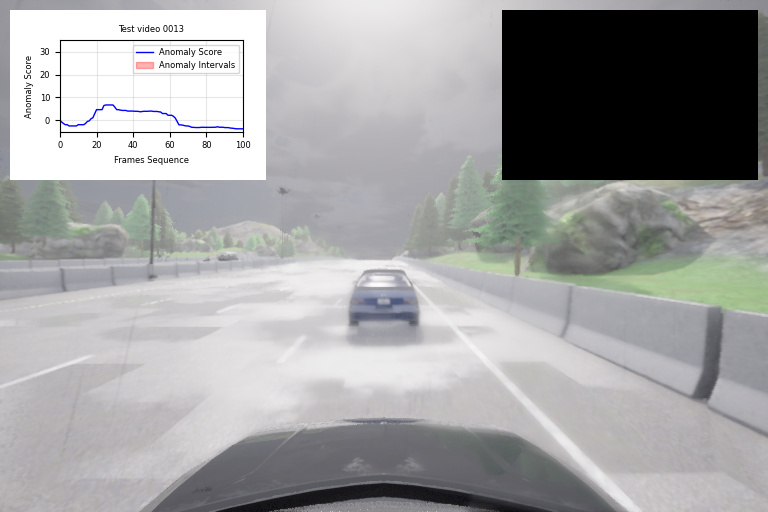 Test video 0013
Anomaly Score
Anomaly Intervals
Anomaly Score
30
20
10
0
0 20 40 60 80 100
Frames Sequence